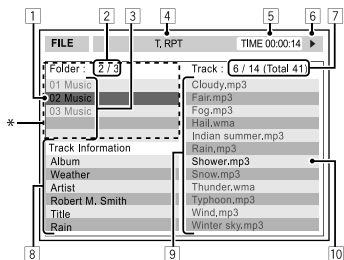 1 2 3 4 5 6 7
FILE T. RPT TIME 00:00:14
Folder : 2 / 3 Track : 6 / 14 (Total 41)
01 Music
02 Music
03 Music
*
Track Information
Album
Weather
Artist
Robert M. Smith
Title
Rain
Cloudy.mp3
Fair.mp3
Fog.mp3
Hail.wma
Indian summer.mp3
Rain.mp3
Shower.mp3
Snow.mp3
Thunder.wma
Typhoon.mp3
Wind.mp3
Winter sky.mp3
8 9 10